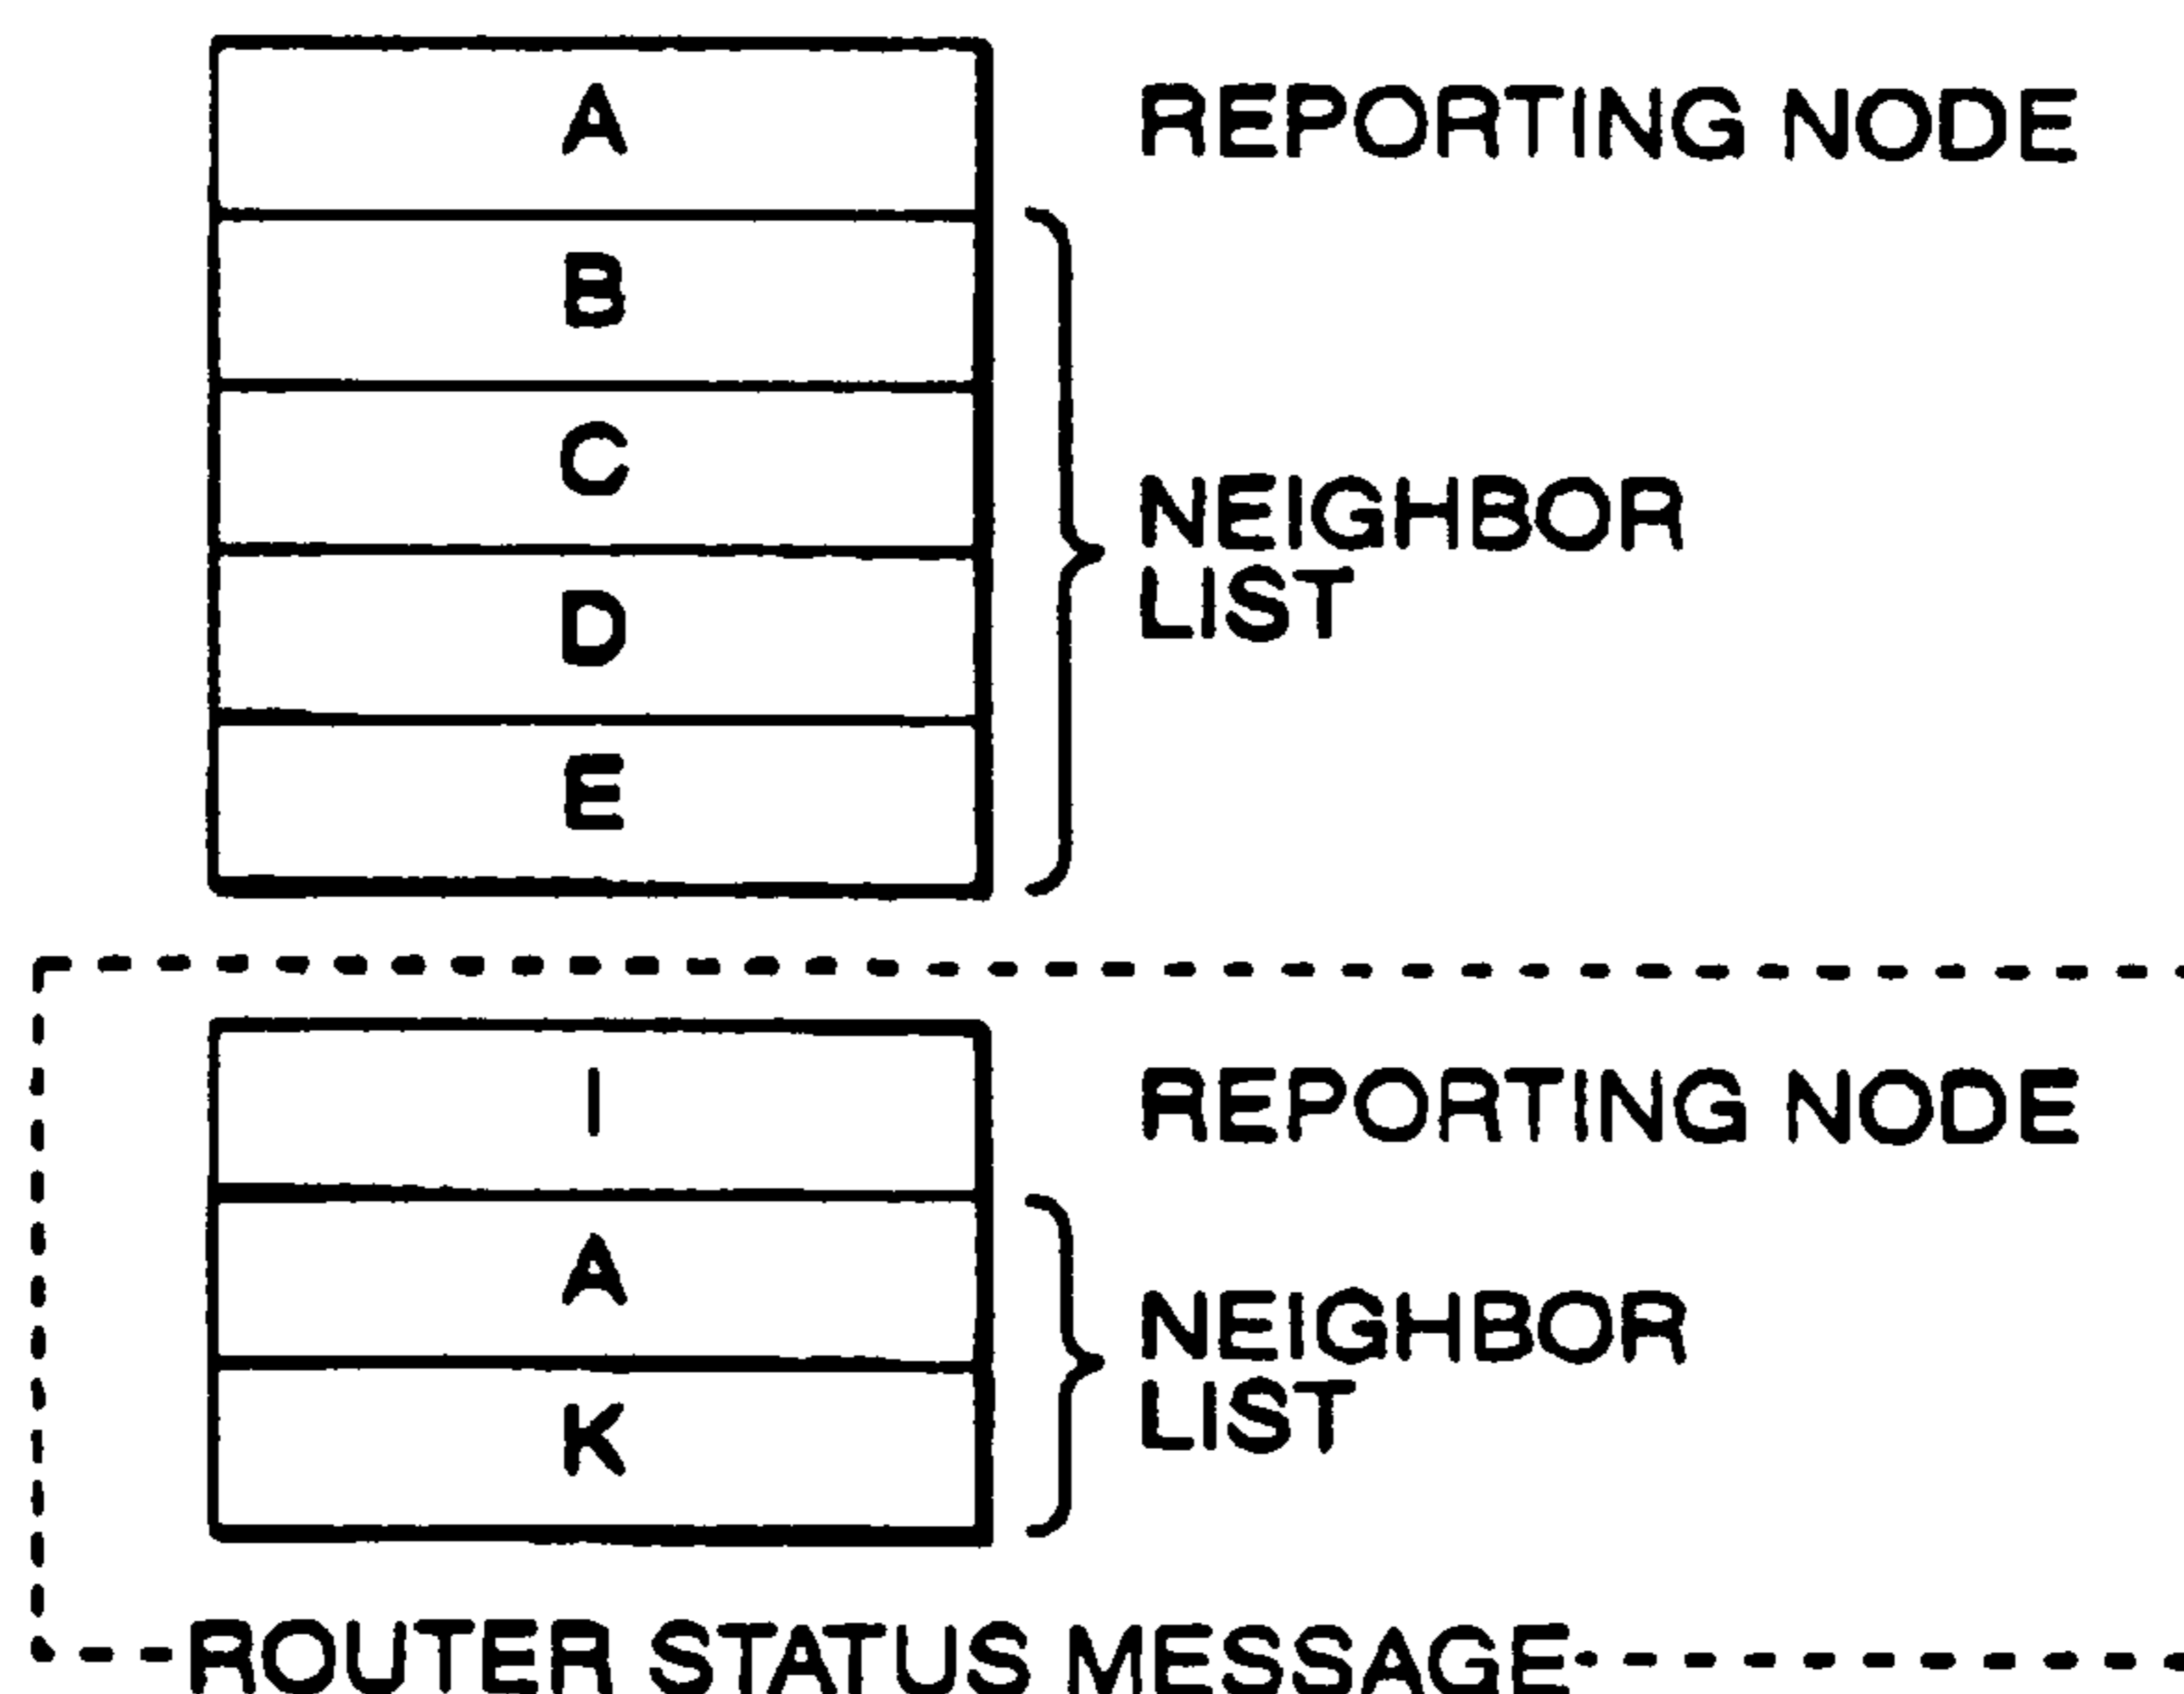 A REPORTING NODE
B
C
NEIGHBOR
LIST
D
E
I REPORTING NODE
A
NEIGHBOR
LIST
K
ROUTER STATUS MESSAGE